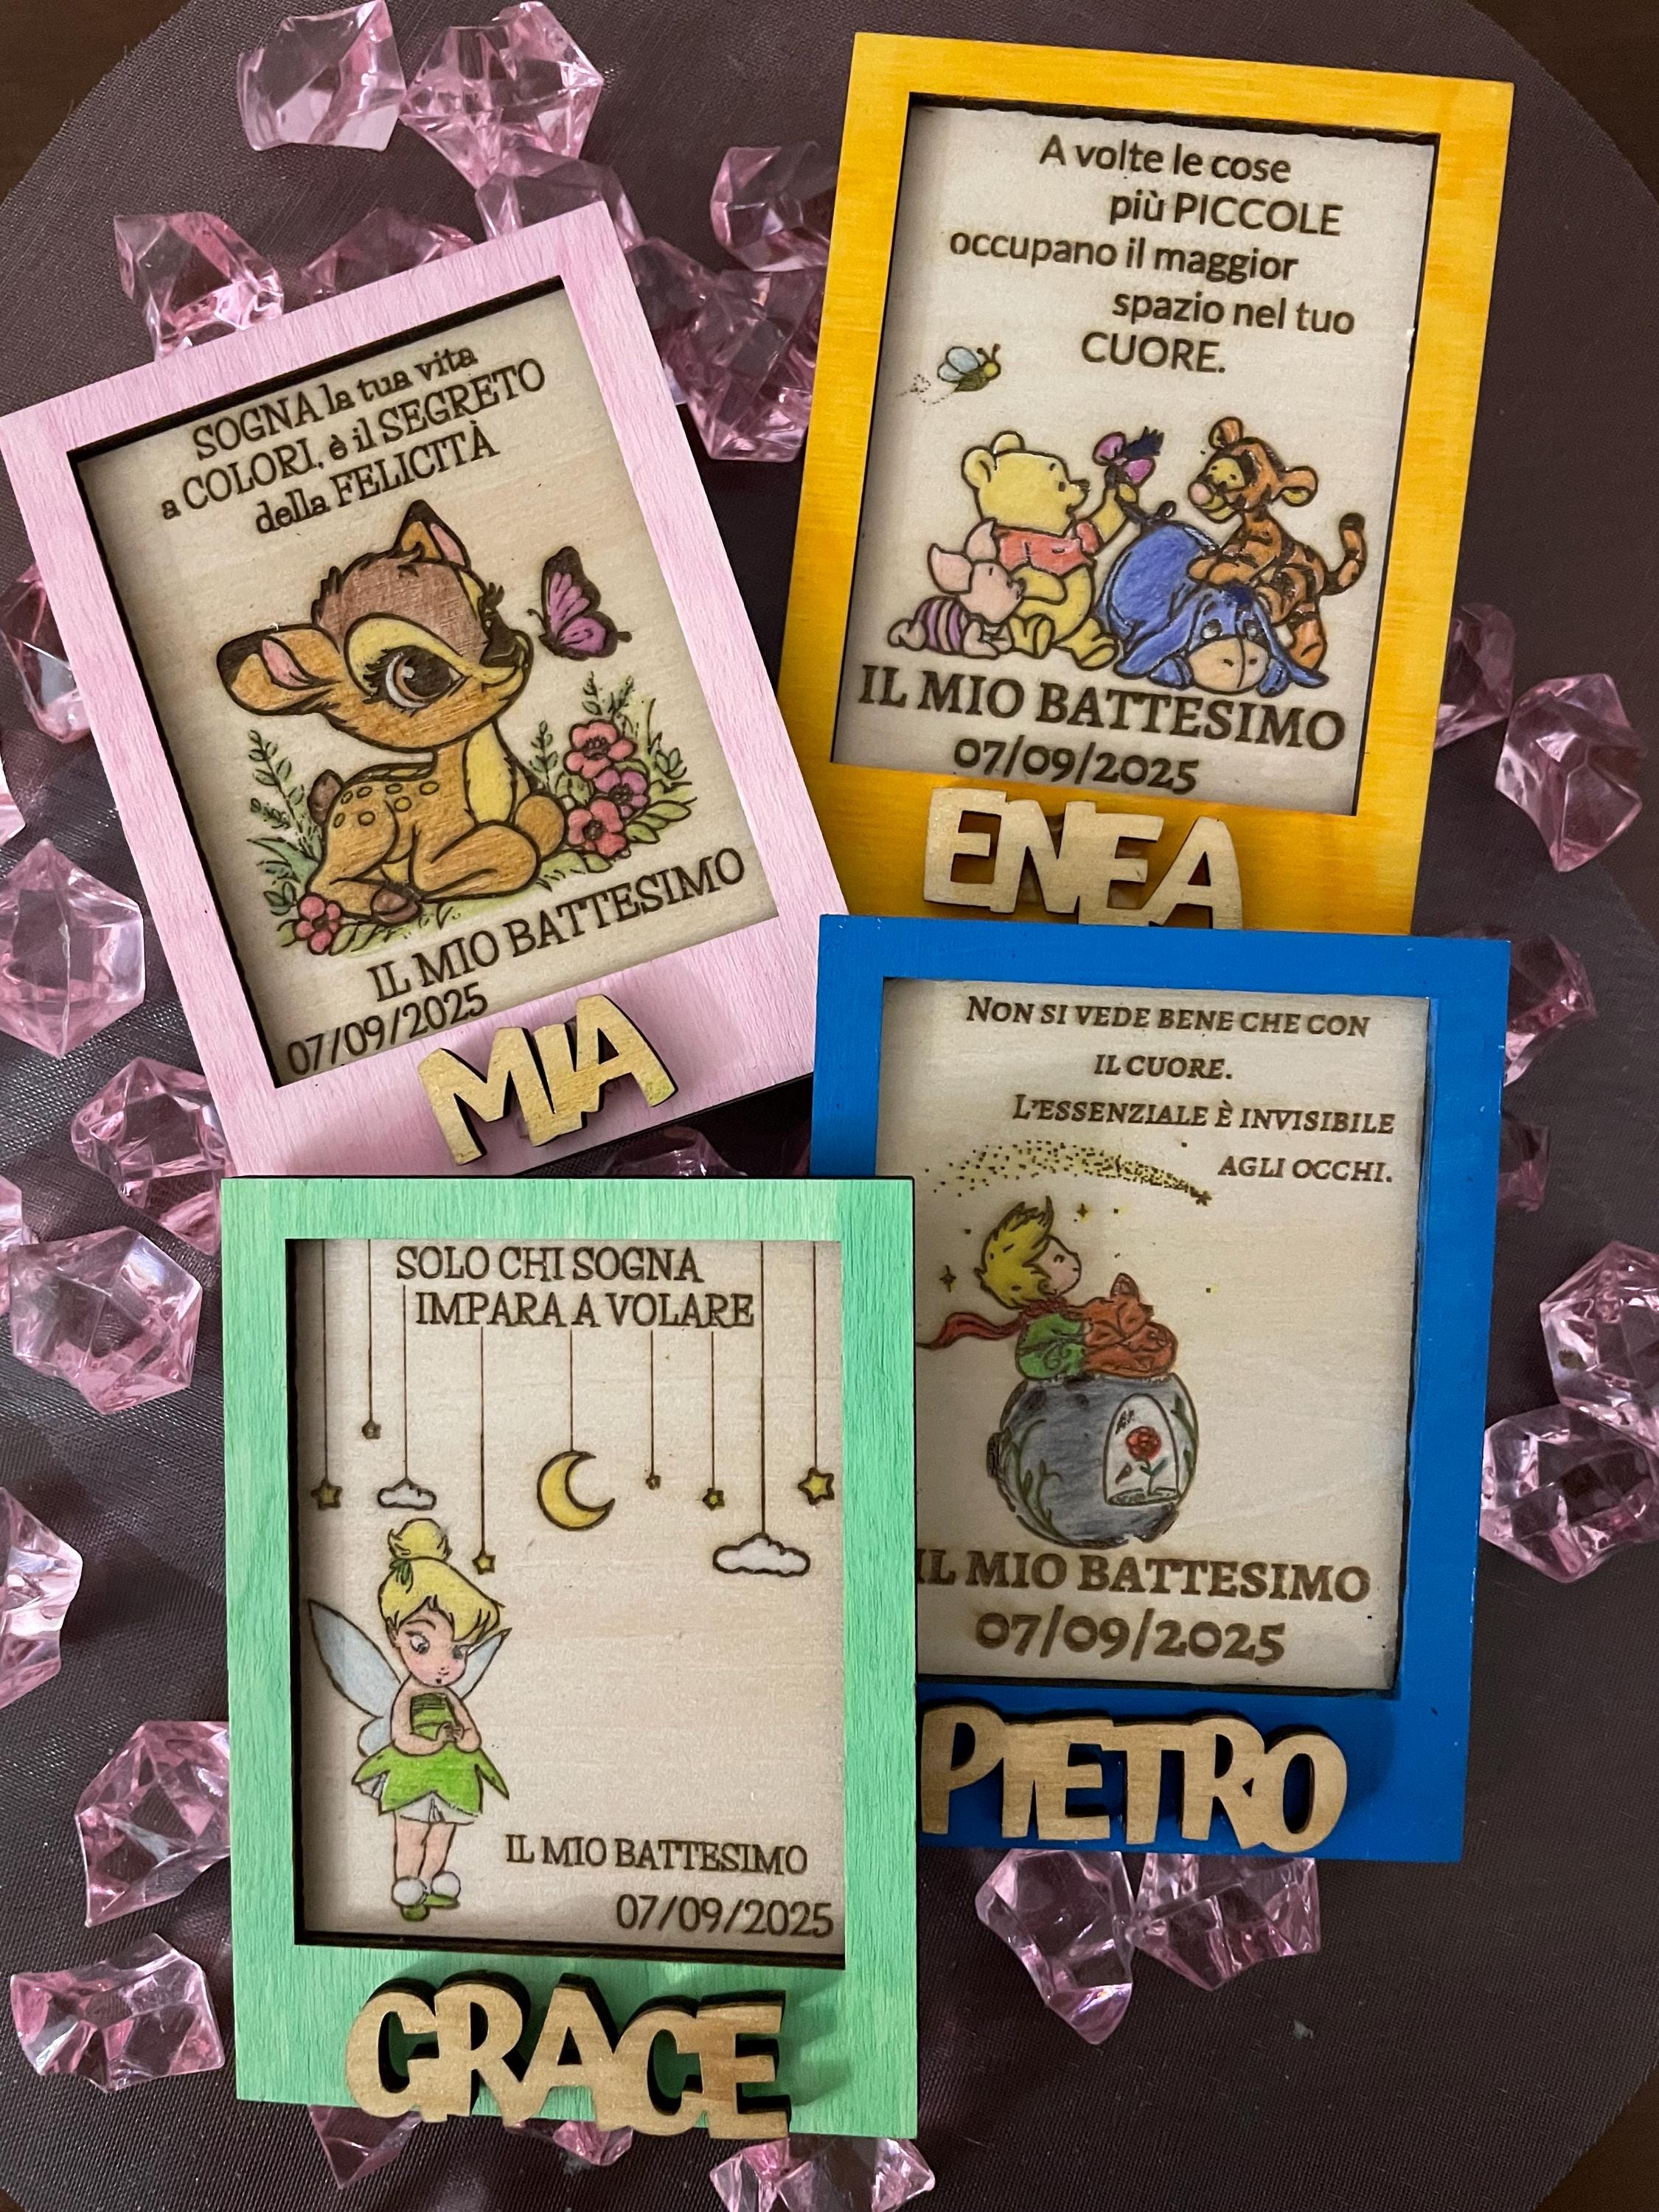 SOGNA la tua vita
a COLORI, è il SEGRETO
della FELICITÀ
IL MIO BATTESIMO
07/09/2025
MIA
A volte le cose
più PICCOLE
occupano il maggior
spazio nel tuo
CUORE.
IL MIO BATTESIMO
07/09/2025
ENEA
NON SI VEDE BENE CHE CON
IL CUORE.
L'ESSENZIALE È INVISIBILE
AGLI OCCHI.
IL MIO BATTESIMO
07/09/2025
PIETRO
SOLO CHI SOGNA
IMPARA A VOLARE
IL MIO BATTESIMO
07/09/2025
GRACE